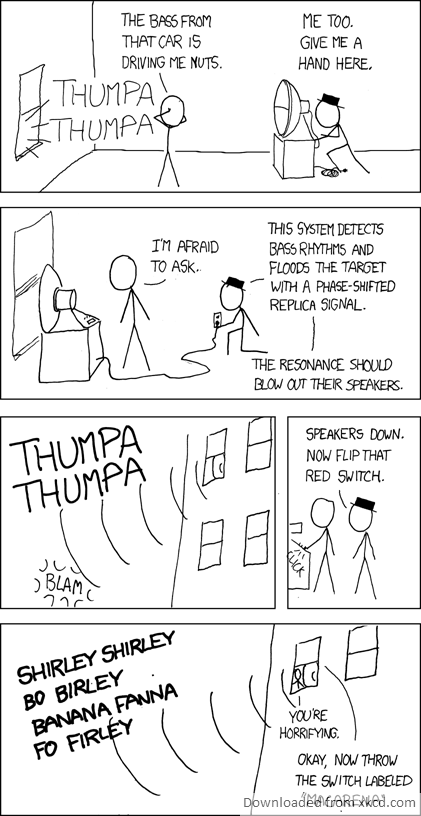 THE BASS FROM
THAT CAR IS
DRIVING ME NUTS.
ME TOO.
GIVE ME A
HAND HERE.
THUMPA
THUMPA
I'M AFRAID
TO ASK..
THIS SYSTEM DETECTS
BASS RHYTHMS AND
FLOODS THE TARGET
WITH A PHASE-SHIFTED
REPLICA SIGNAL.
THE RESONANCE SHOULD
BLOW OUT THEIR SPEAKERS.
THUMPA
THUMPA
BLAM
SPEAKERS DOWN.
NOW FLIP THAT
RED SWITCH.
CLICK
SHIRLEY SHIRLEY
BO BIRLEY
BANANA FANNA
FO FIRLEY
YOU'RE
HORRIFYING.
OKAY, NOW THROW
THE SWITCH LABELED
"MACARENA"
Downloaded from xkcd.com